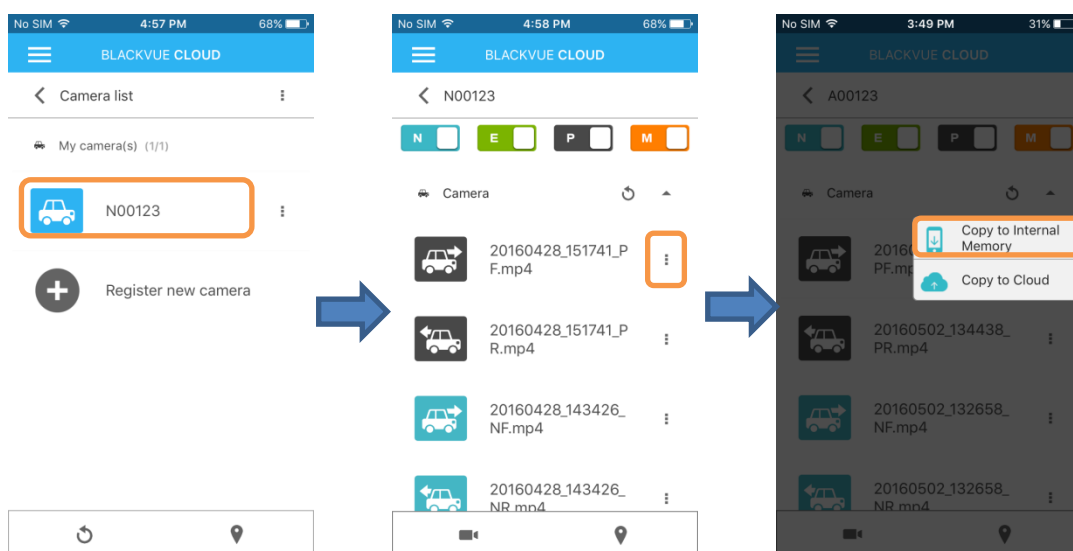 No SIM 4:57 PM 68%
BLACKVUE CLOUD
Camera list
My camera(s) (1/1)
N00123
Register new camera
No SIM 4:58 PM 68%
BLACKVUE CLOUD
N00123
N E P M
Camera
20160428_151741_P
F.mp4
20160428_151741_P
R.mp4
20160428_143426_
NF.mp4
20160428_143426_
NR.mp4
No SIM 3:49 PM 31%
BLACKVUE CLOUD
A00123
N E P M
Camera
Copy to Internal
Memory
2016
PF.mp
Copy to Cloud
20160502_134438_
PR.mp4
20160502_132658_
NF.mp4
20160502_132658_
NR.mp4